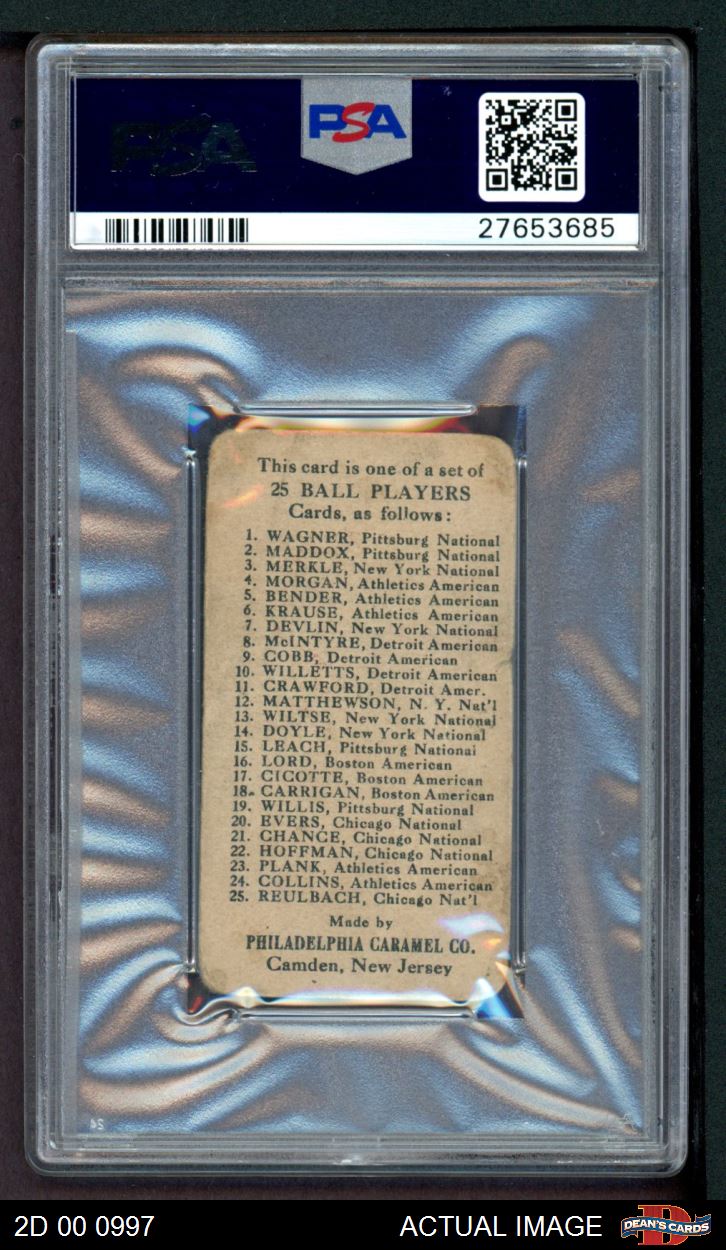 PSA
PSA
27653685
This card is one of a set of
25 BALL PLAYERS
Cards, as follows:
1. WAGNER, Pittsburg National
2. MADDOX, Pittsburg National
3. MERKLE, New York National
4. MORGAN, Athletics American
5. BENDER, Athletics American
6. KRAUSE, Athletics American
7. DEVLIN, New York National
8. McINTYRE, Detroit American
9. COBB, Detroit American
10. WILLETTS, Detroit American
11. CRAWFORD, Detroit Amer.
12. MATTHEWSON, N. Y. Nat'l
13. WILTSE, New York National
14. DOYLE, New York National
15. LEACH, Pittsburg National
16. LORD, Boston American
17. CICOTTE, Boston American
18. CARRIGAN, Boston American
19. WILLIS, Pittsburg National
20. EVERS, Chicago National
21. CHANCE, Chicago National
22. HOFFMAN, Chicago National
23. PLANK, Athletics American
24. COLLINS, Athletics American
25. REULBACH, Chicago Nat'l
Made by
PHILADELPHIA CARAMEL CO.
Camden, New Jersey
2D 00 0997 ACTUAL IMAGE DEAN'S CARDS